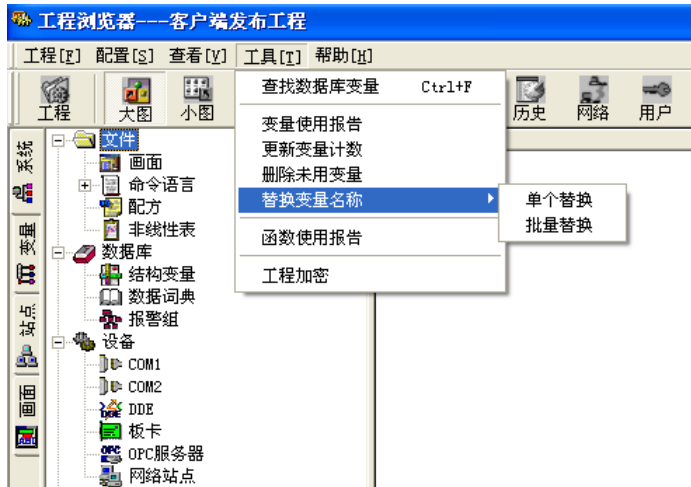 工程浏览器---客户端发布工程
工程[F] 配置[S] 查看[V] 工具[T] 帮助[H]
工程 大图 小图 历史 网络 用户
查找数据库变量 Ctrl+F
变量使用报告
更新变量计数
删除未用变量
替换变量名称
函数使用报告
工程加密
单个替换
批量替换
系统
变量
站点
画面
文件
画面
命令语言
配方
非线性表
数据库
结构变量
数据词典
报警组
设备
COM1
COM2
DDE
板卡
OPC服务器
网络站点